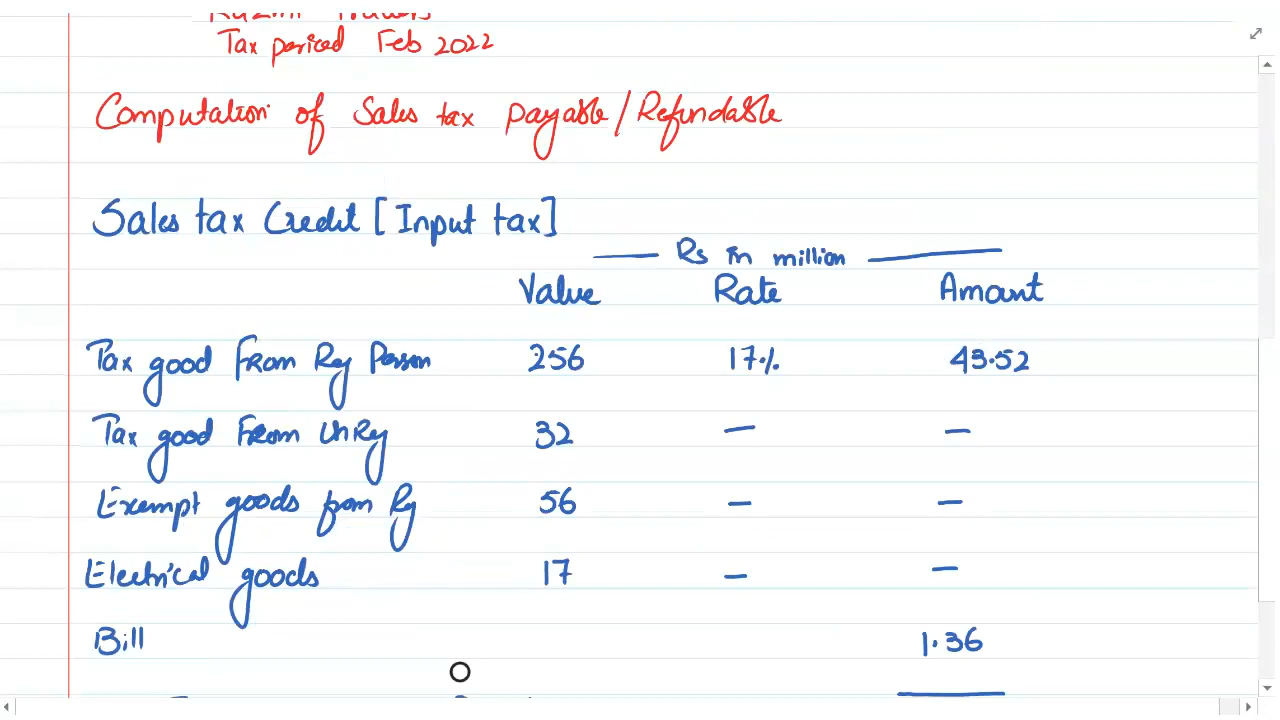 Tax period Feb 2022
Computation of Sales tax Payable/Refundable
Sales tax Credit [Input tax]
Rs in million
Value Rate Amount
Tax good From Reg Person 256 17.% 43.52
Tax good From UnReg 32 — —
Exempt goods from Reg 56 — —
Electrical goods 17 — —
Bill 1.36